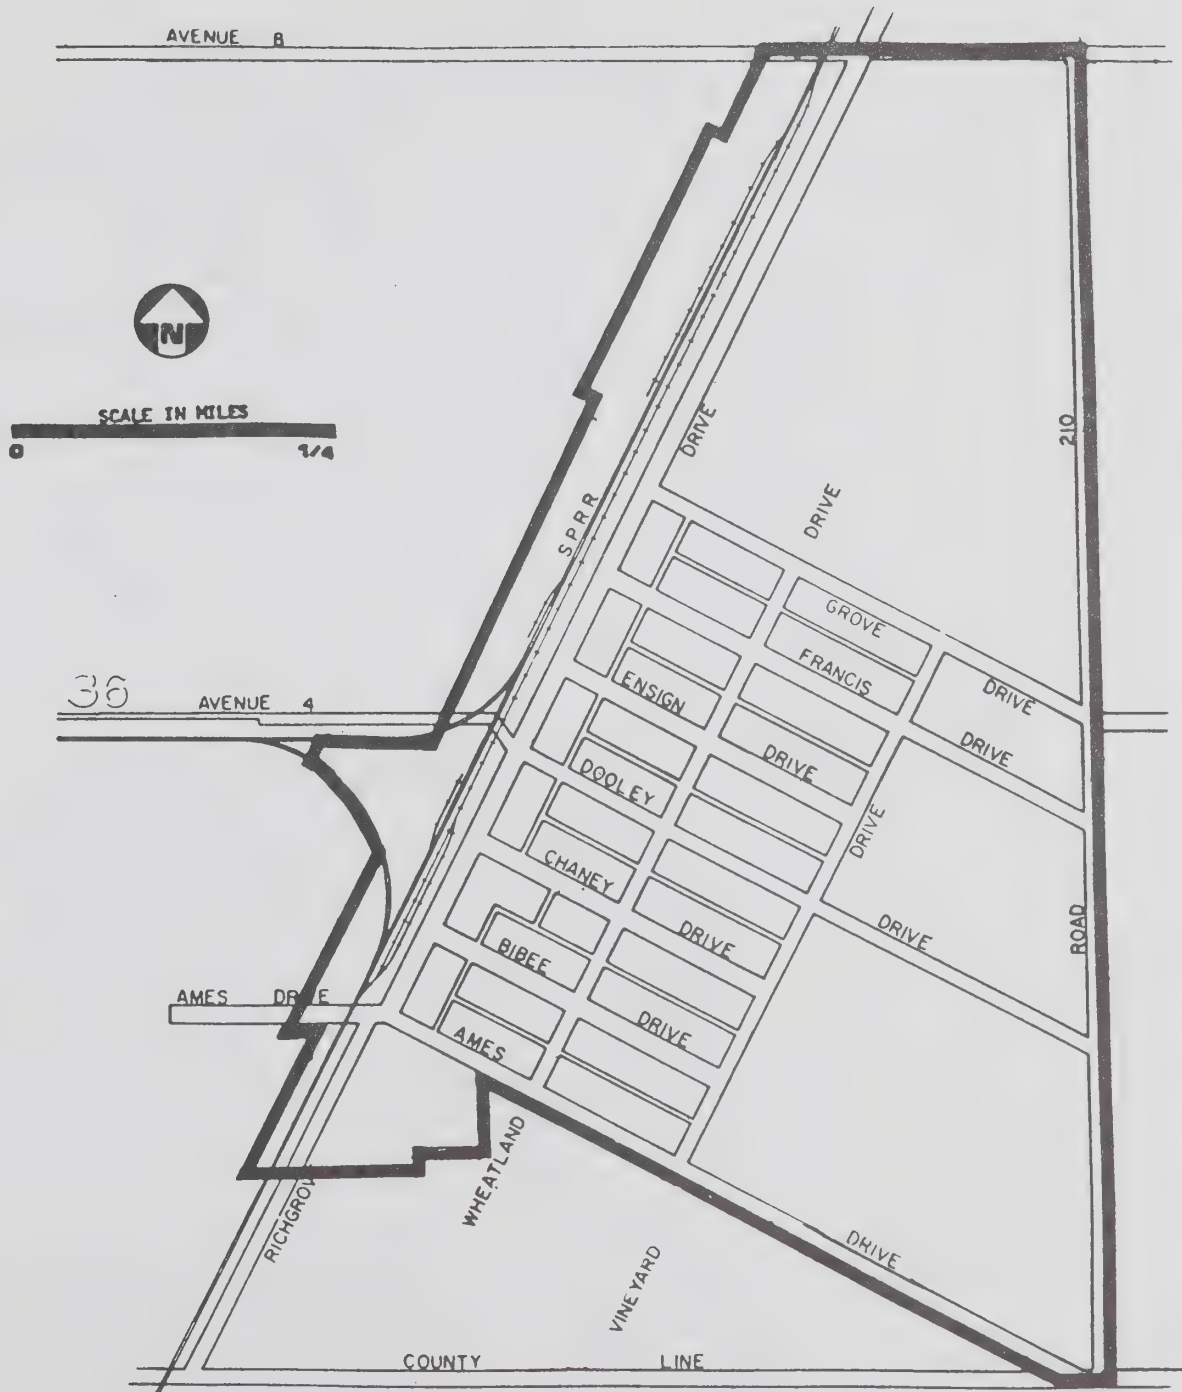 AVENUE 8
N
SCALE IN MILES
0 1/4
DRIVE
210
DRIVE
SPRR
GROVE
DRIVE
FRANCIS
DRIVE
36
AVENUE 4
ENSIGN
DRIVE
DOOLEY
DRIVE
CHANEY
DRIVE
DRIVE
ROAD
BIBEE
DRIVE
AMES DRIVE
AMES
DRIVE
RICHGROVE
WHEATLAND
VINEYARD
COUNTY LINE